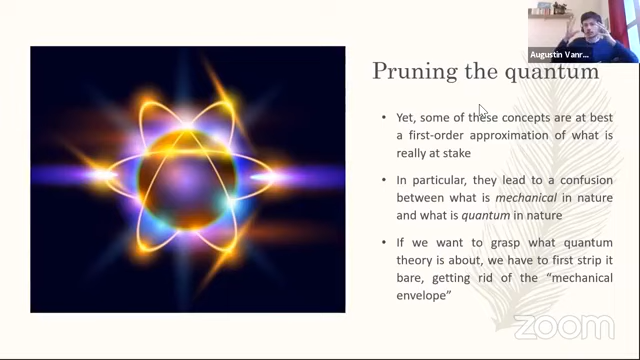 Augustin Vanr...
Pruning the quantum
• Yet, some of these concepts are at best
a first-order approximation of what is
really at stake
• In particular, they lead to a confusion
between what is mechanical in nature
and what is quantum in nature
• If we want to grasp what quantum
theory is about, we have to first strip it
bare, getting rid of the “mechanical
envelope”
zoom